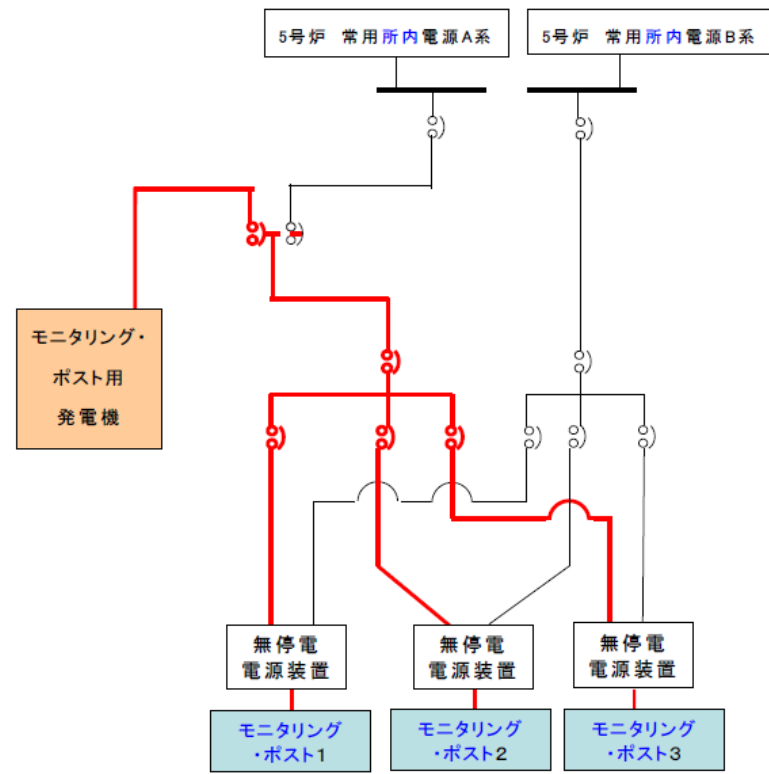 5号炉 常用所内電源A系
5号炉 常用所内電源B系
モニタリング・
ポスト用
発電機
無停電
電源装置
無停電
電源装置
無停電
電源装置
モニタリング
・ポスト1
モニタリング
・ポスト2
モニタリング
・ポスト3